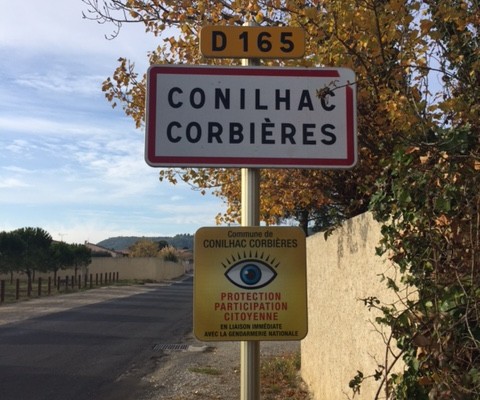 D 165
CONILHAC
CORBIÈRES
Commune de
CONILHAC CORBIÈRES
PROTECTION
PARTICIPATION
CITOYENNE
EN LIAISON IMMÉDIATE
AVEC LA GENDARMERIE NATIONALE